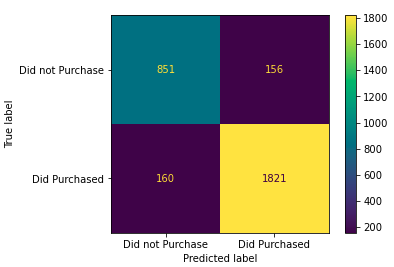 Did not Purchase 851 156
Did Purchased 160 1821
Did not Purchase Did Purchased
Predicted label
True label
1800
1600
1400
1200
1000
800
600
400
200